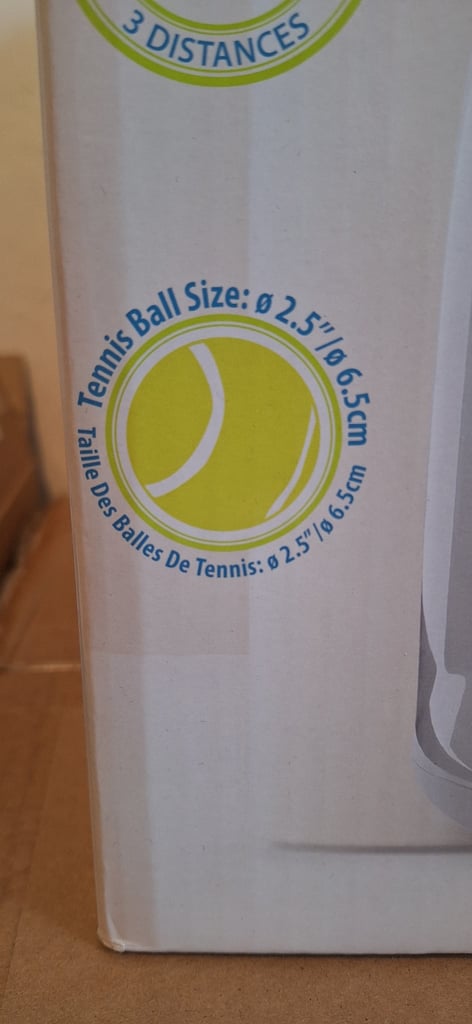 3 DISTANCES
Tennis Ball Size: ø 2.5"/ø 6.5cm
Taille Des Balles De Tennis: ø 2.5"/ø 6.5cm